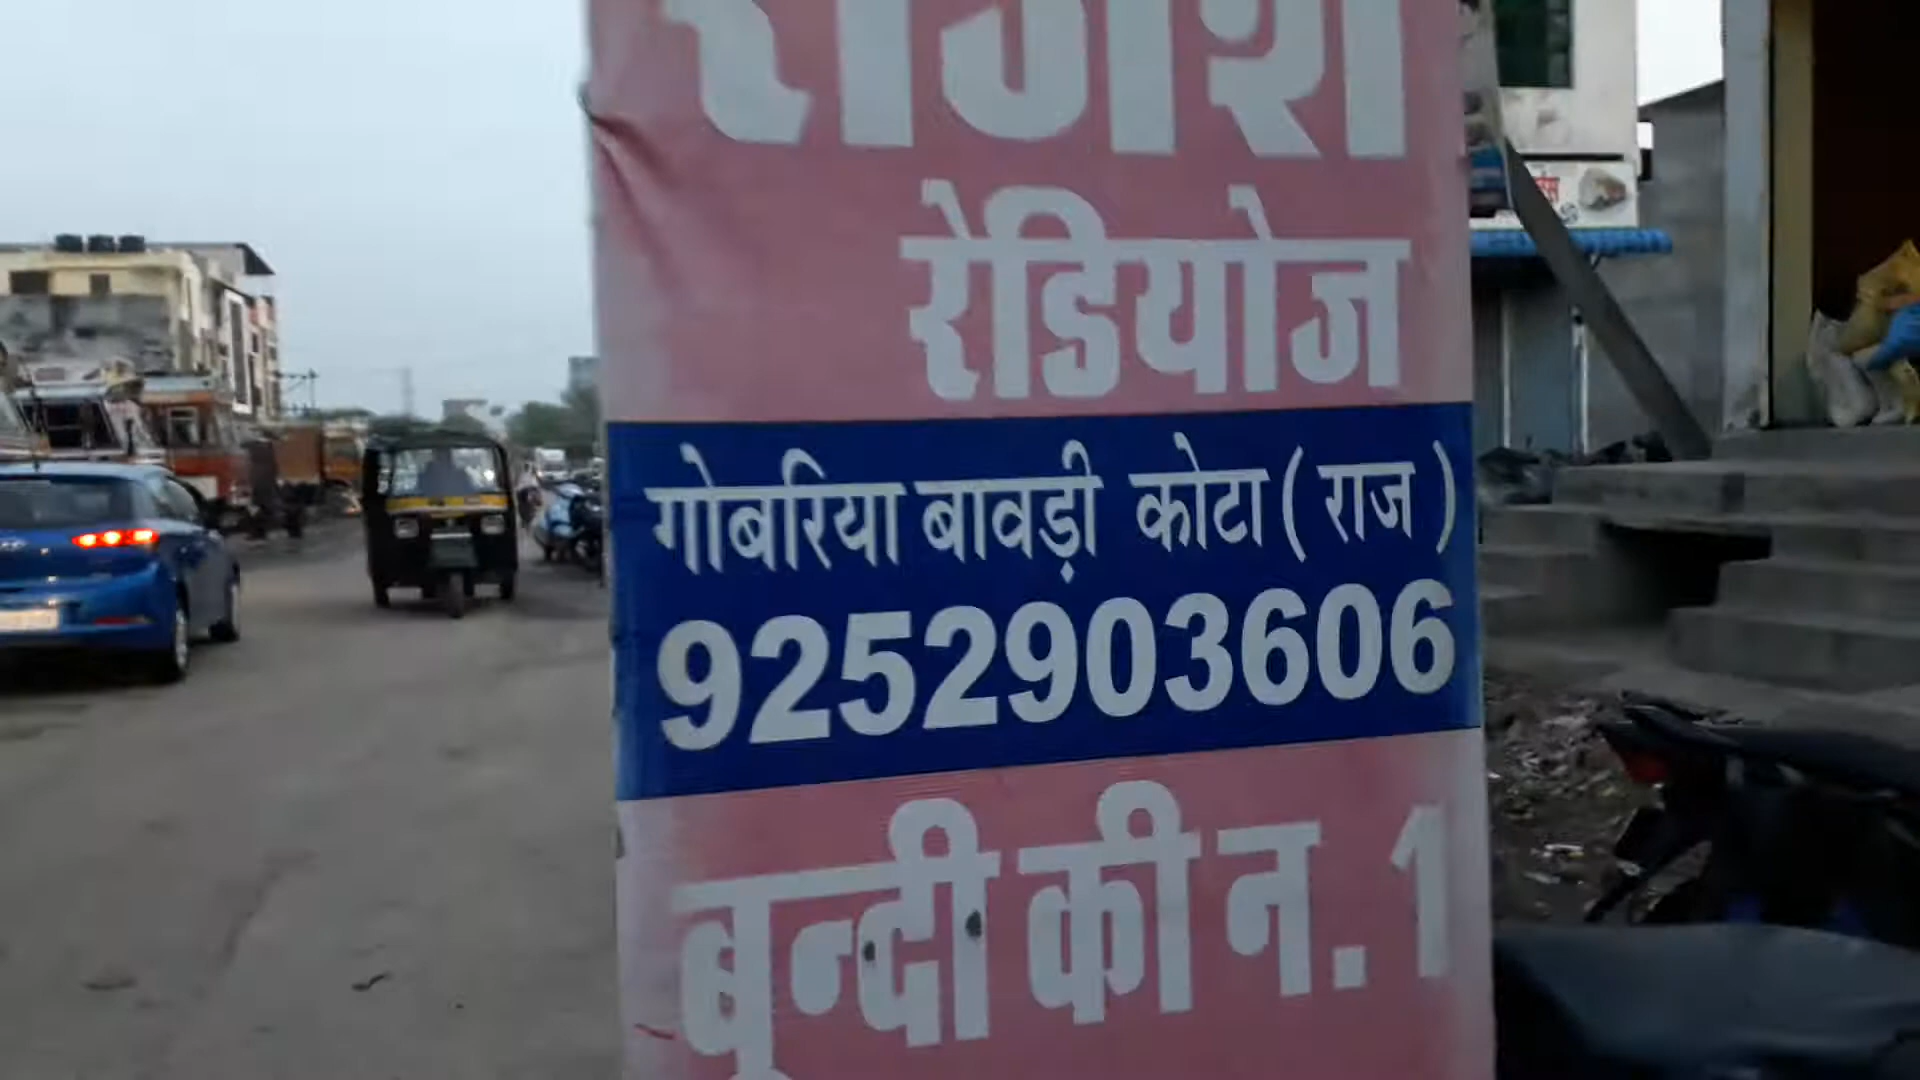 रेडियोज
गोबरिया बावड़ी कोटा ( राज )
9252903606
बून्दी की न. 1